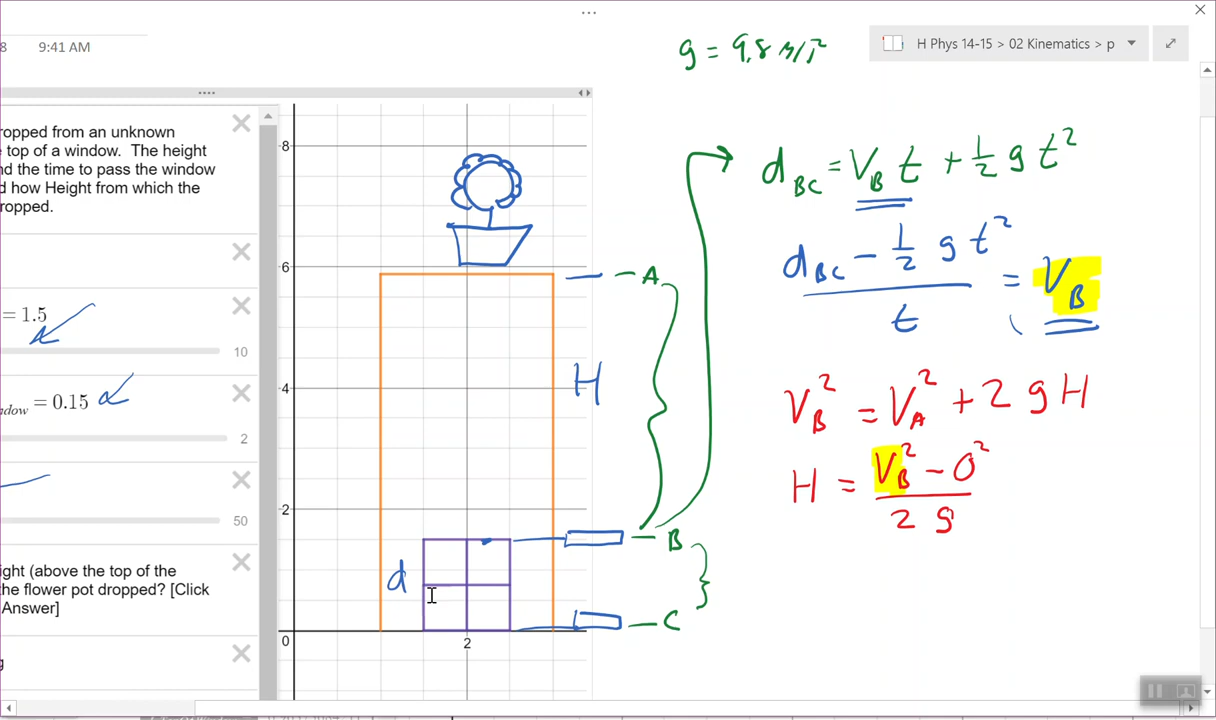 8 9:41 AM
H Phys 14-15 > 02 Kinematics > p
g = 9.8 m/s²
ropped from an unknown
top of a window. The height
nd the time to pass the window
d how Height from which the
ropped.
= 1.5
10
ndow = 0.15
2
50
ight (above the top of the
the flower pot dropped? [Click
Answer]
g
8
6
4
2
0
2
A
H
B
d
C
d_BC = V_B t + 1/2 g t²
(d_BC − 1/2 g t²) / t = V_B
V_B² = V_A² + 2 g H
H = (V_B² − 0²) / 2 g